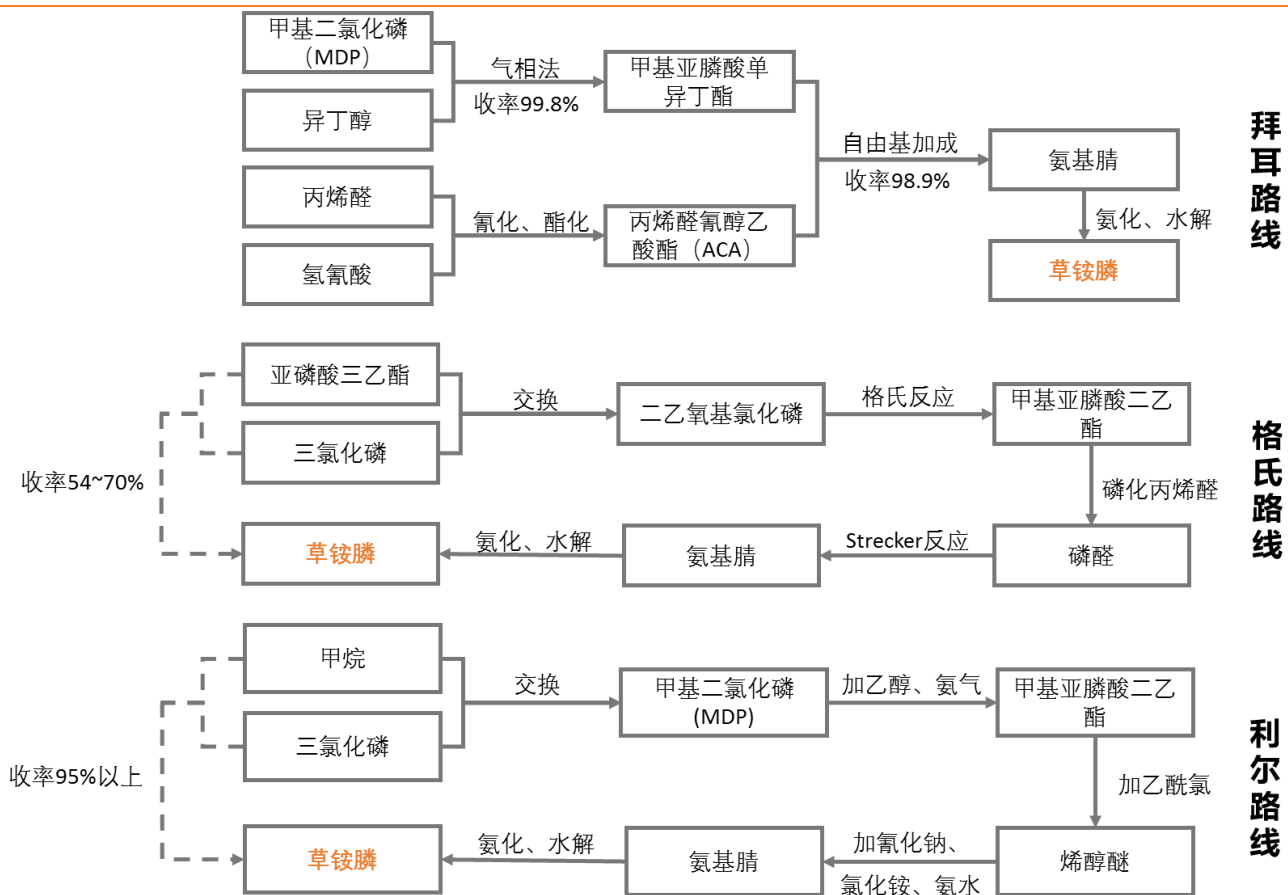 甲基二氯化磷
（MDP）
气相法
收率99.8%
甲基亚膦酸单
异丁酯
异丁醇
自由基加成
收率98.9%
氨基腈
丙烯醛
氰化、酯化
丙烯醛氰醇乙
酸酯（ACA）
氨化、水解
氢氰酸
草铵膦
拜耳路线
亚磷酸三乙酯
交换
二乙氧基氯化磷
格氏反应
甲基亚膦酸二乙
酯
三氯化磷
收率54~70%
磷化丙烯醛
草铵膦
氨化、水解
氨基腈
Strecker反应
磷醛
格氏路线
甲烷
交换
甲基二氯化磷
(MDP)
加乙醇、氨气
甲基亚膦酸二乙
酯
三氯化磷
收率95%以上
加乙酰氯
草铵膦
氨化、水解
氨基腈
加氰化钠、
氯化铵、氨水
烯醇醚
利尔路线